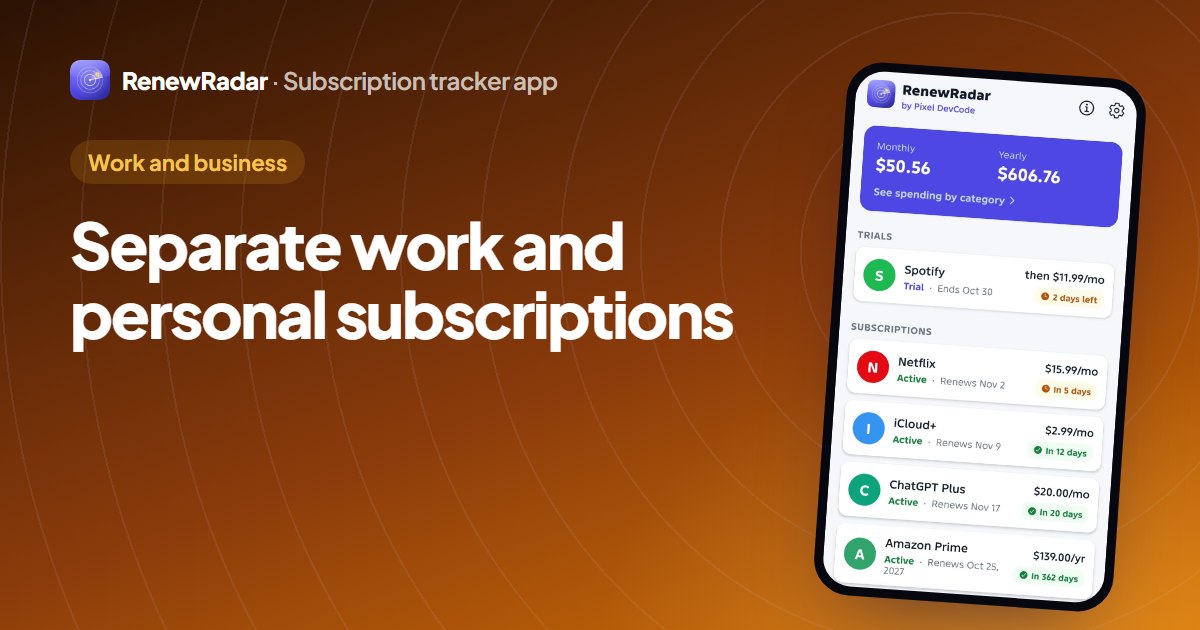 RenewRadar · Subscription tracker app
Work and business
Separate work and
personal subscriptions
RenewRadar
by Pixel DevCode
Monthly
$50.56
Yearly
$606.76
See spending by category >
TRIALS
S
Spotify
then $11.99/mo
Trial · Ends Oct 30
2 days left
SUBSCRIPTIONS
N
Netflix
$15.99/mo
Active · Renews Nov 2
In 5 days
I
iCloud+
$2.99/mo
Active · Renews Nov 9
In 12 days
C
ChatGPT Plus
$20.00/mo
Active · Renews Nov 17
In 20 days
A
Amazon Prime
$139.00/yr
Active · Renews Oct 25,
2027
In 362 days